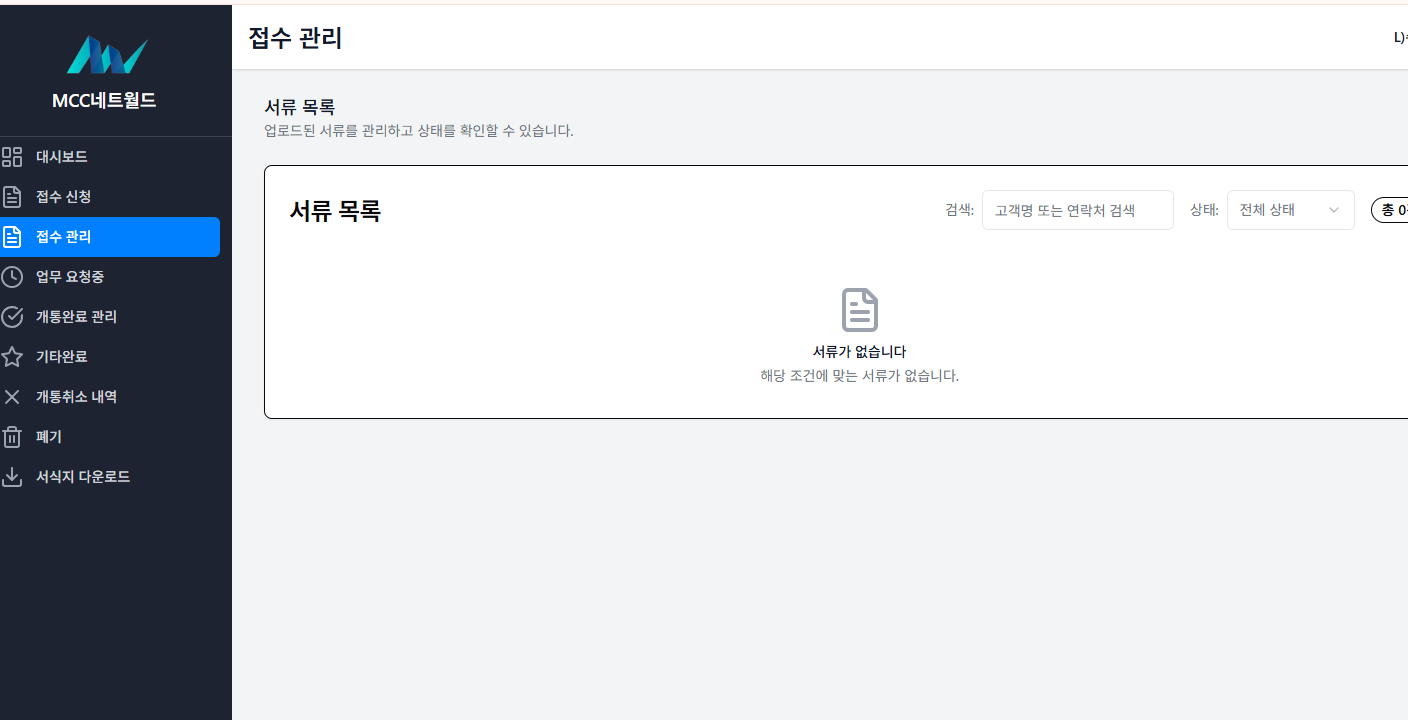 MCC네트월드
대시보드
접수 신청
접수 관리
업무 요청중
개통완료 관리
기타완료
개통취소 내역
폐기
서식지 다운로드
접수 관리
서류 목록
업로드된 서류를 관리하고 상태를 확인할 수 있습니다.
서류 목록
검색: 고객명 또는 연락처 검색 상태: 전체 상태 총 0
서류가 없습니다
해당 조건에 맞는 서류가 없습니다.